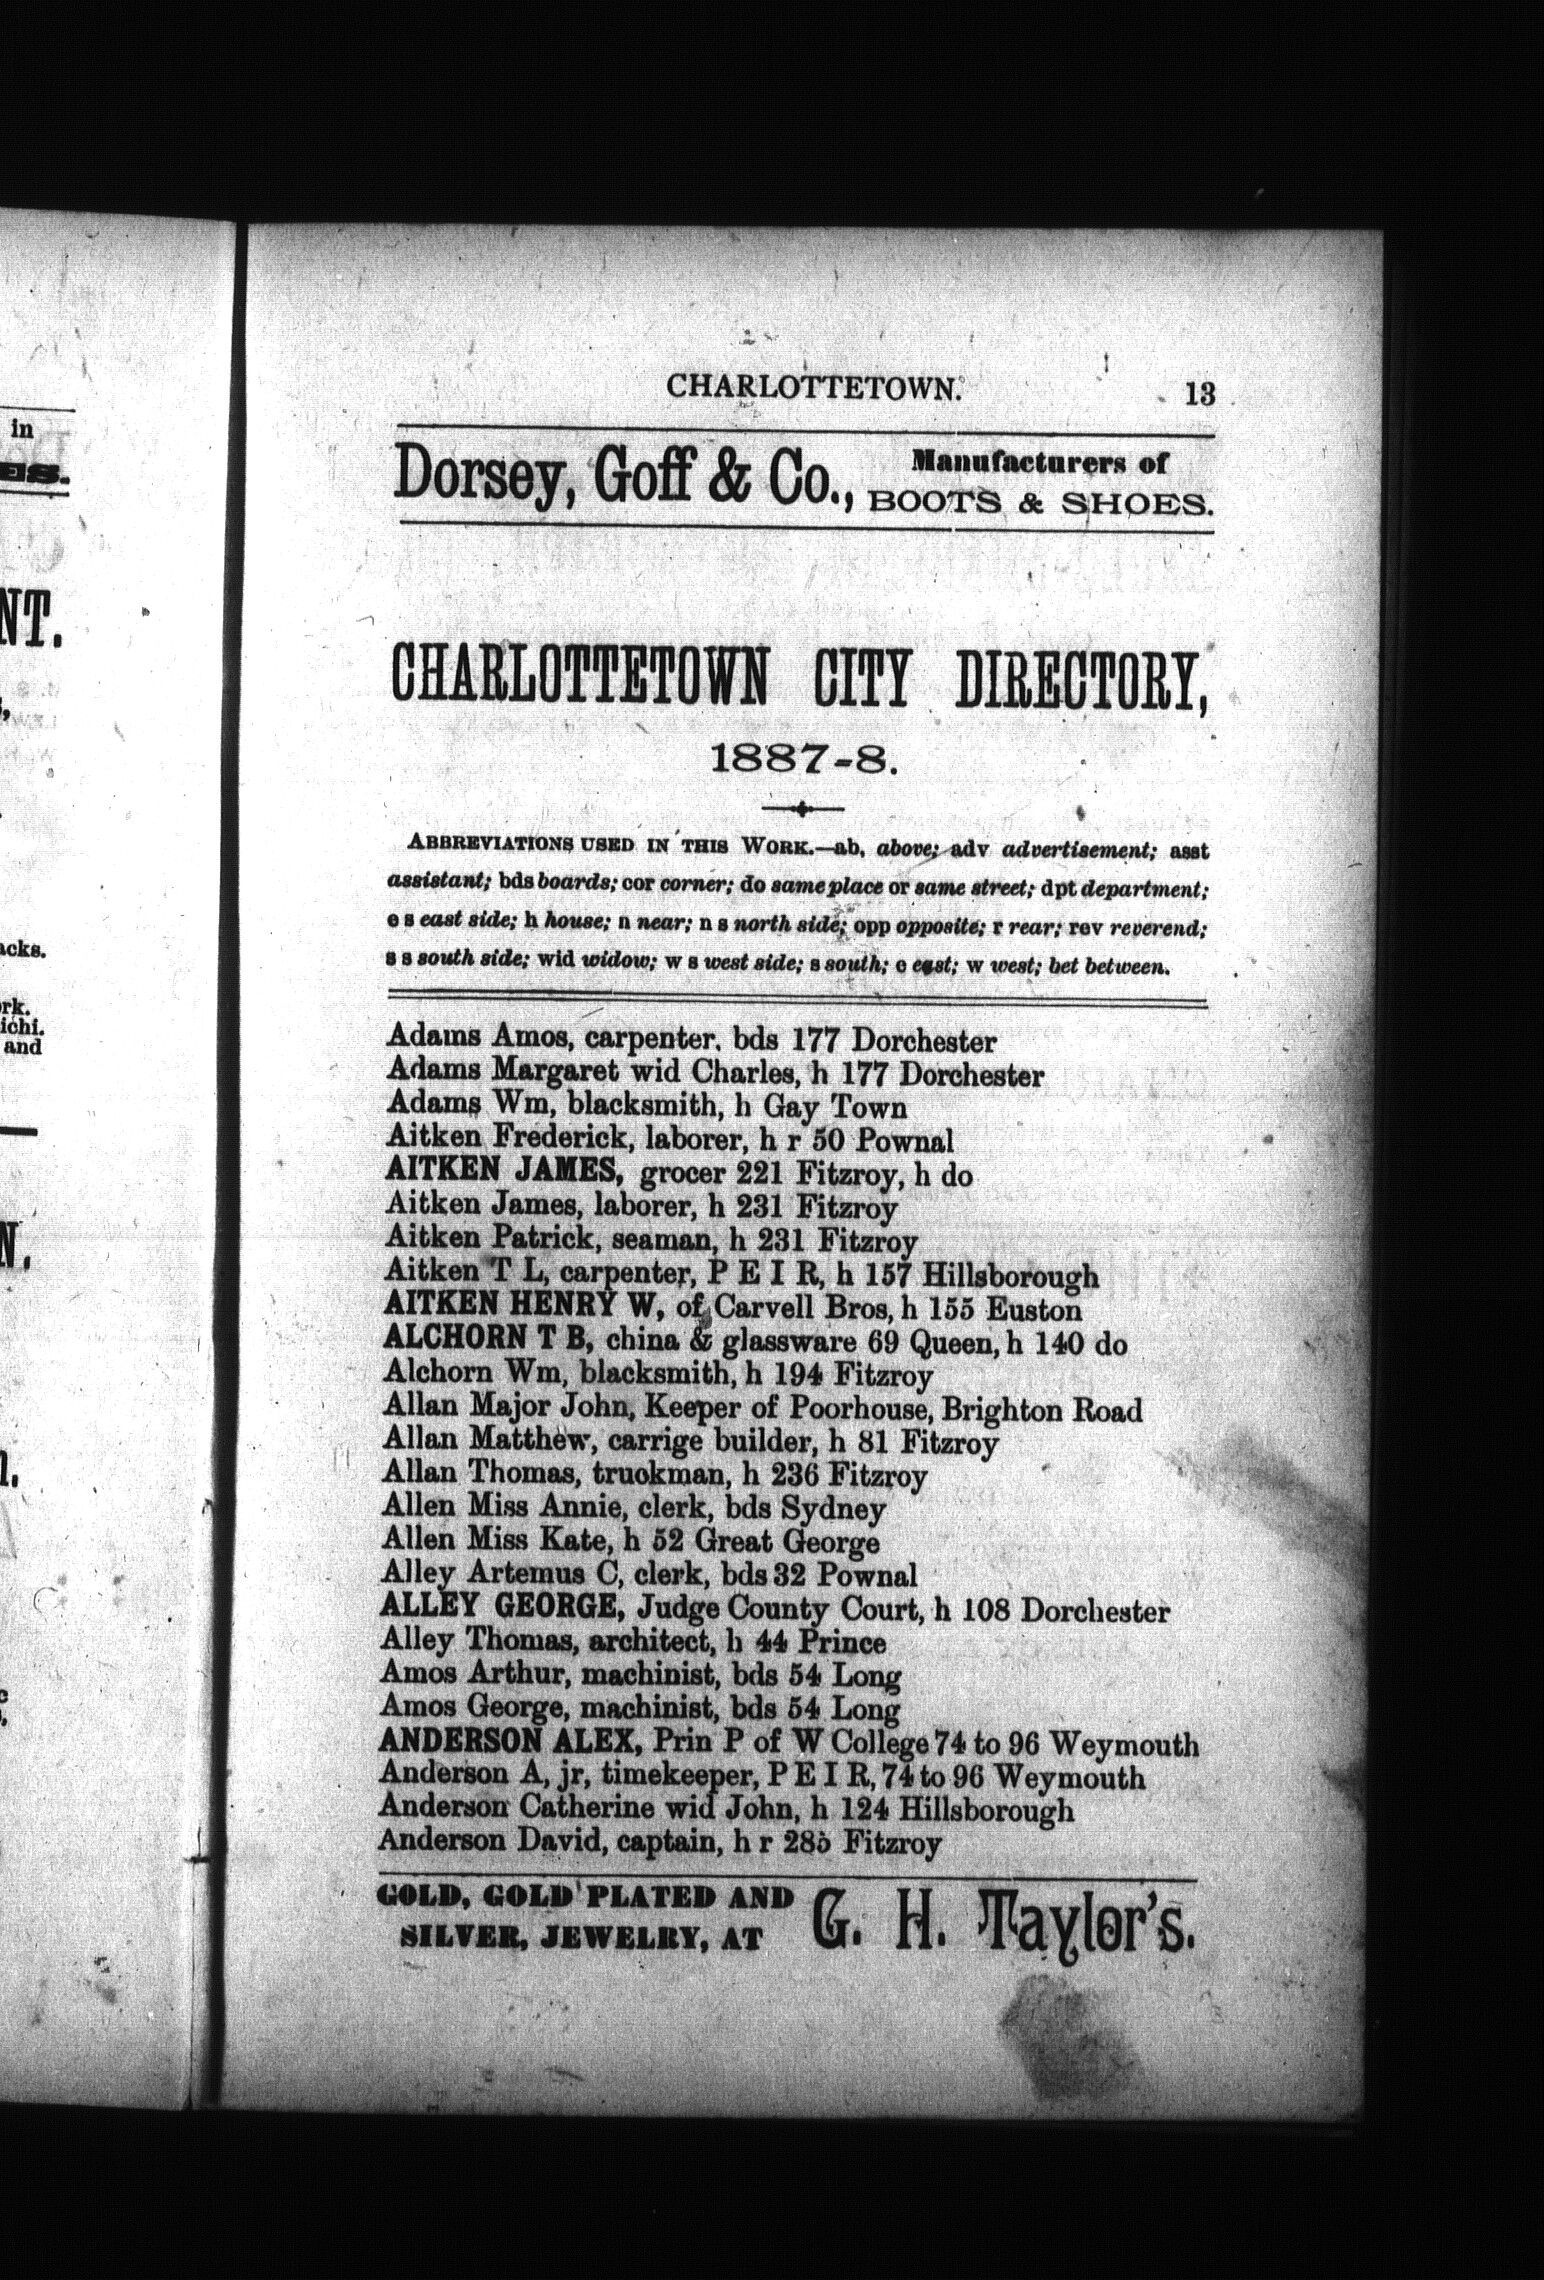 in
ES.
NT.
acks.
ork.
ichi.
and
N.
CHARLOTTETOWN. 13
Dorsey, Goff & Co., Manufacturers of
BOOTS & SHOES.
CHARLOTTETOWN CITY DIRECTORY,
1887-8.
ABBREVIATIONS USED IN THIS WORK.—ab, above; adv advertisement; asst
assistant; bds boards; cor corner; do same place or same street; dpt department;
e s east side; h house; n near; n s north side; opp opposite; r rear; rev reverend;
s s south side; wid widow; w s west side; s south; e east; w west; bet between.
Adams Amos, carpenter. bds 177 Dorchester
Adams Margaret wid Charles, h 177 Dorchester
Adams Wm, blacksmith, h Gay Town
Aitken Frederick, laborer, h r 50 Pownal
AITKEN JAMES, grocer 221 Fitzroy, h do
Aitken James, laborer, h 231 Fitzroy
Aitken Patrick, seaman, h 231 Fitzroy
Aitken T L, carpenter, P E I R, h 157 Hillsborough
AITKEN HENRY W, of Carvell Bros, h 155 Euston
ALCHORN T B, china & glassware 69 Queen, h 140 do
Alchorn Wm, blacksmith, h 194 Fitzroy
Allan Major John, Keeper of Poorhouse, Brighton Road
Allan Matthew, carrige builder, h 81 Fitzroy
Allan Thomas, truckman, h 236 Fitzroy
Allen Miss Annie, clerk, bds Sydney
Allen Miss Kate, h 52 Great George
Alley Artemus C, clerk, bds 32 Pownal
ALLEY GEORGE, Judge County Court, h 108 Dorchester
Alley Thomas, architect, h 44 Prince
Amos Arthur, machinist, bds 54 Long
Amos George, machinist, bds 54 Long
ANDERSON ALEX, Prin P of W College 74 to 96 Weymouth
Anderson A, jr, timekeeper, P E I R, 74 to 96 Weymouth
Anderson Catherine wid John, h 124 Hillsborough
Anderson David, captain, h r 285 Fitzroy
GOLD, GOLD PLATED AND
SILVER, JEWELRY, AT G. H. Taylor's.